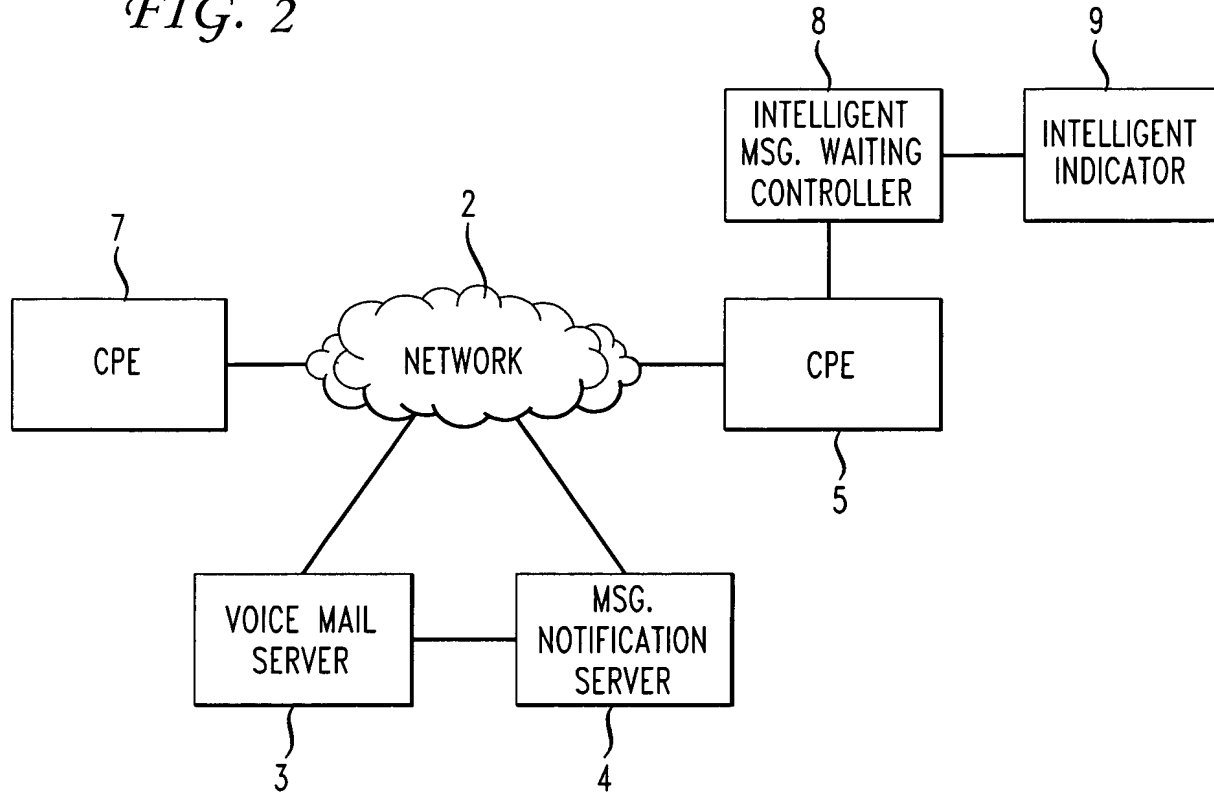 FIG. 2
8
9
INTELLIGENT
MSG. WAITING
CONTROLLER
INTELLIGENT
INDICATOR
7
2
CPE
NETWORK
CPE
5
VOICE MAIL
SERVER
MSG.
NOTIFICATION
SERVER
3
4